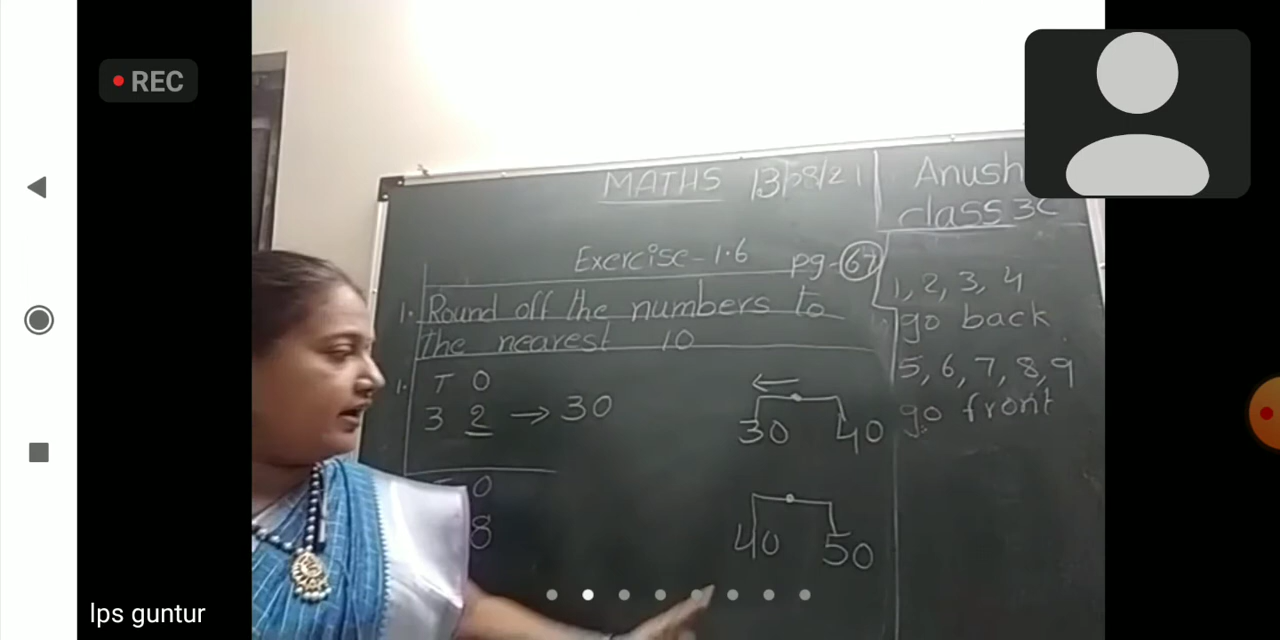 REC
MATHS 13/08/21
Anush
class 3C
Exercise-1.6 pg-67
1. Round off the numbers to
the nearest 10
1, 2, 3, 4
go back
5, 6, 7, 8, 9
go front
1. T O
3 2 → 30
30 40
O
8
40 50
lps guntur